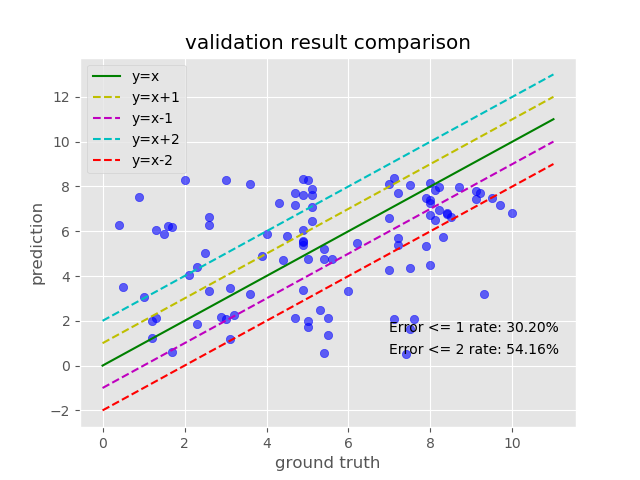 validation result comparison
y=x
y=x+1
y=x-1
y=x+2
y=x-2
12
10
8
6
4
2
0
−2
prediction
Error <= 1 rate: 30.20%
Error <= 2 rate: 54.16%
0 2 4 6 8 10
ground truth